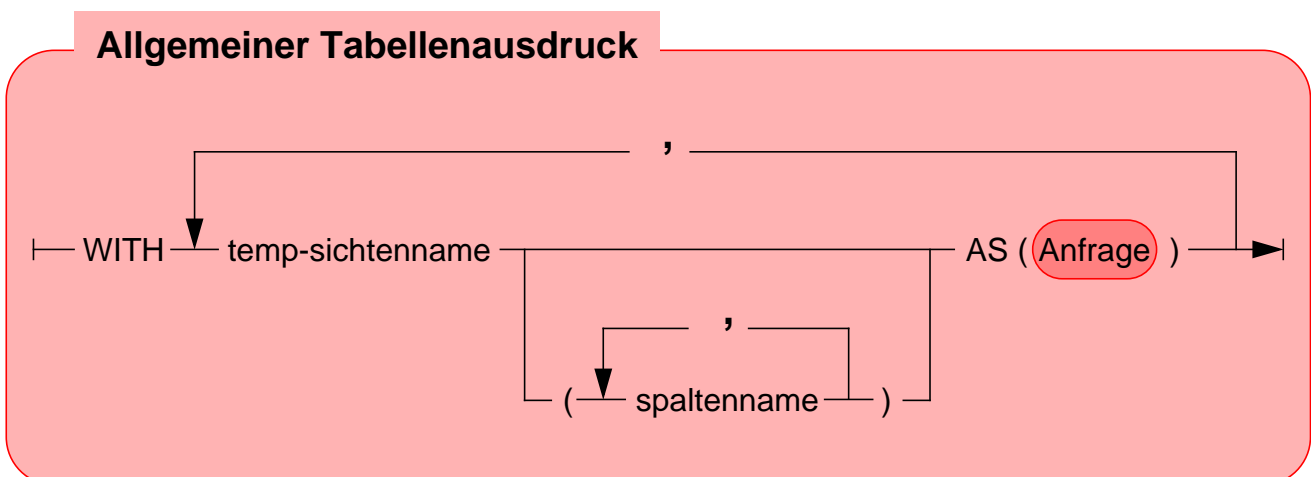 Allgemeiner Tabellenausdruck
,
WITH temp-sichtenname AS ( Anfrage )
,
( spaltenname )